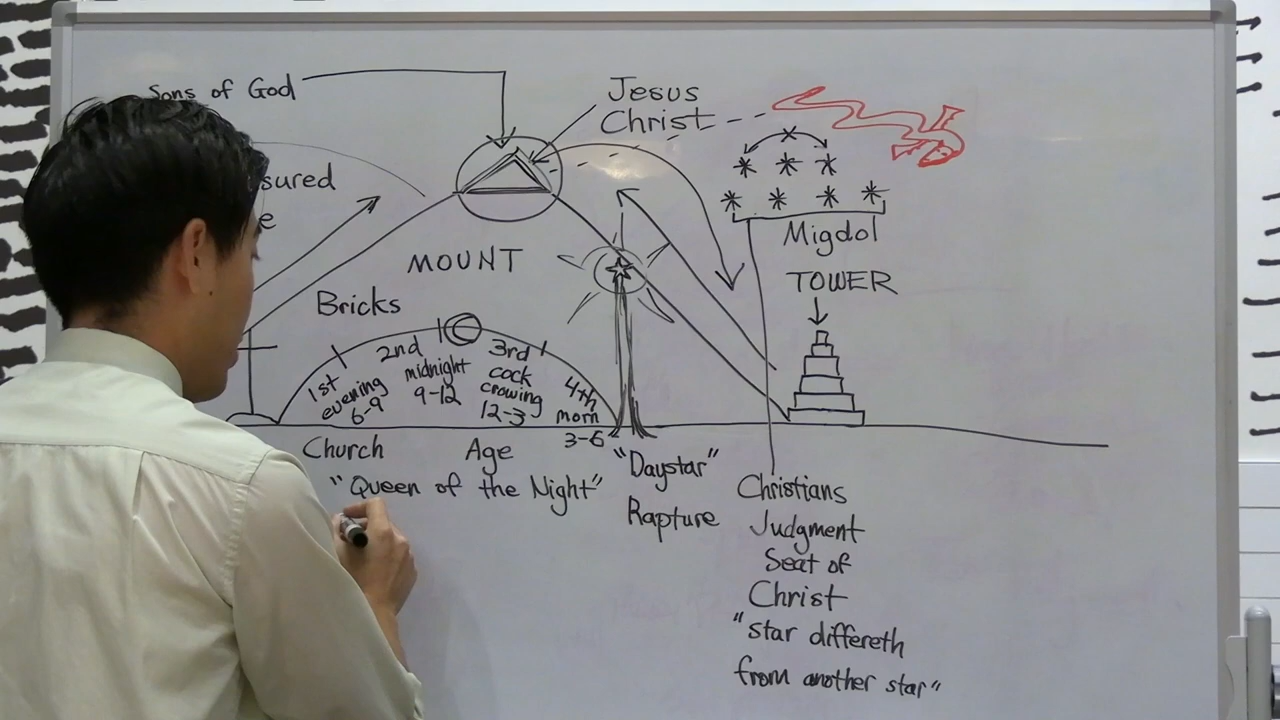 Sons of God
Jesus
Christ
sured
e
MOUNT
Migdol
TOWER
Bricks
1st
evening
6-9
2nd
midnight
9-12
3rd
cock
crowing
12-3
4th
morn
3-6
Church Age
"Queen of the Night"
"Daystar"
Rapture
Christians
Judgment
Seat of
Christ
"star differeth
from another star"